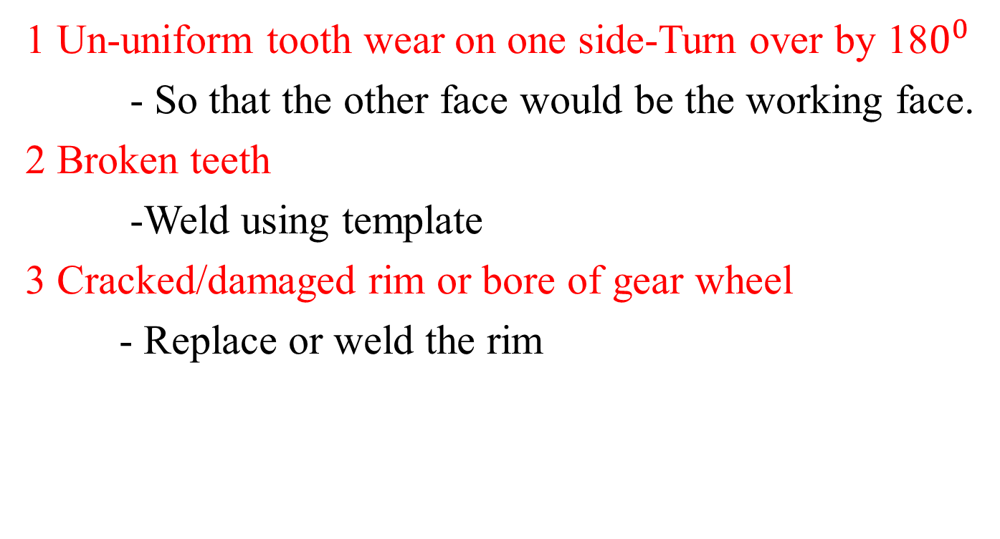 1 Un-uniform tooth wear on one side-Turn over by 180⁰
- So that the other face would be the working face.
2 Broken teeth
-Weld using template
3 Cracked/damaged rim or bore of gear wheel
- Replace or weld the rim